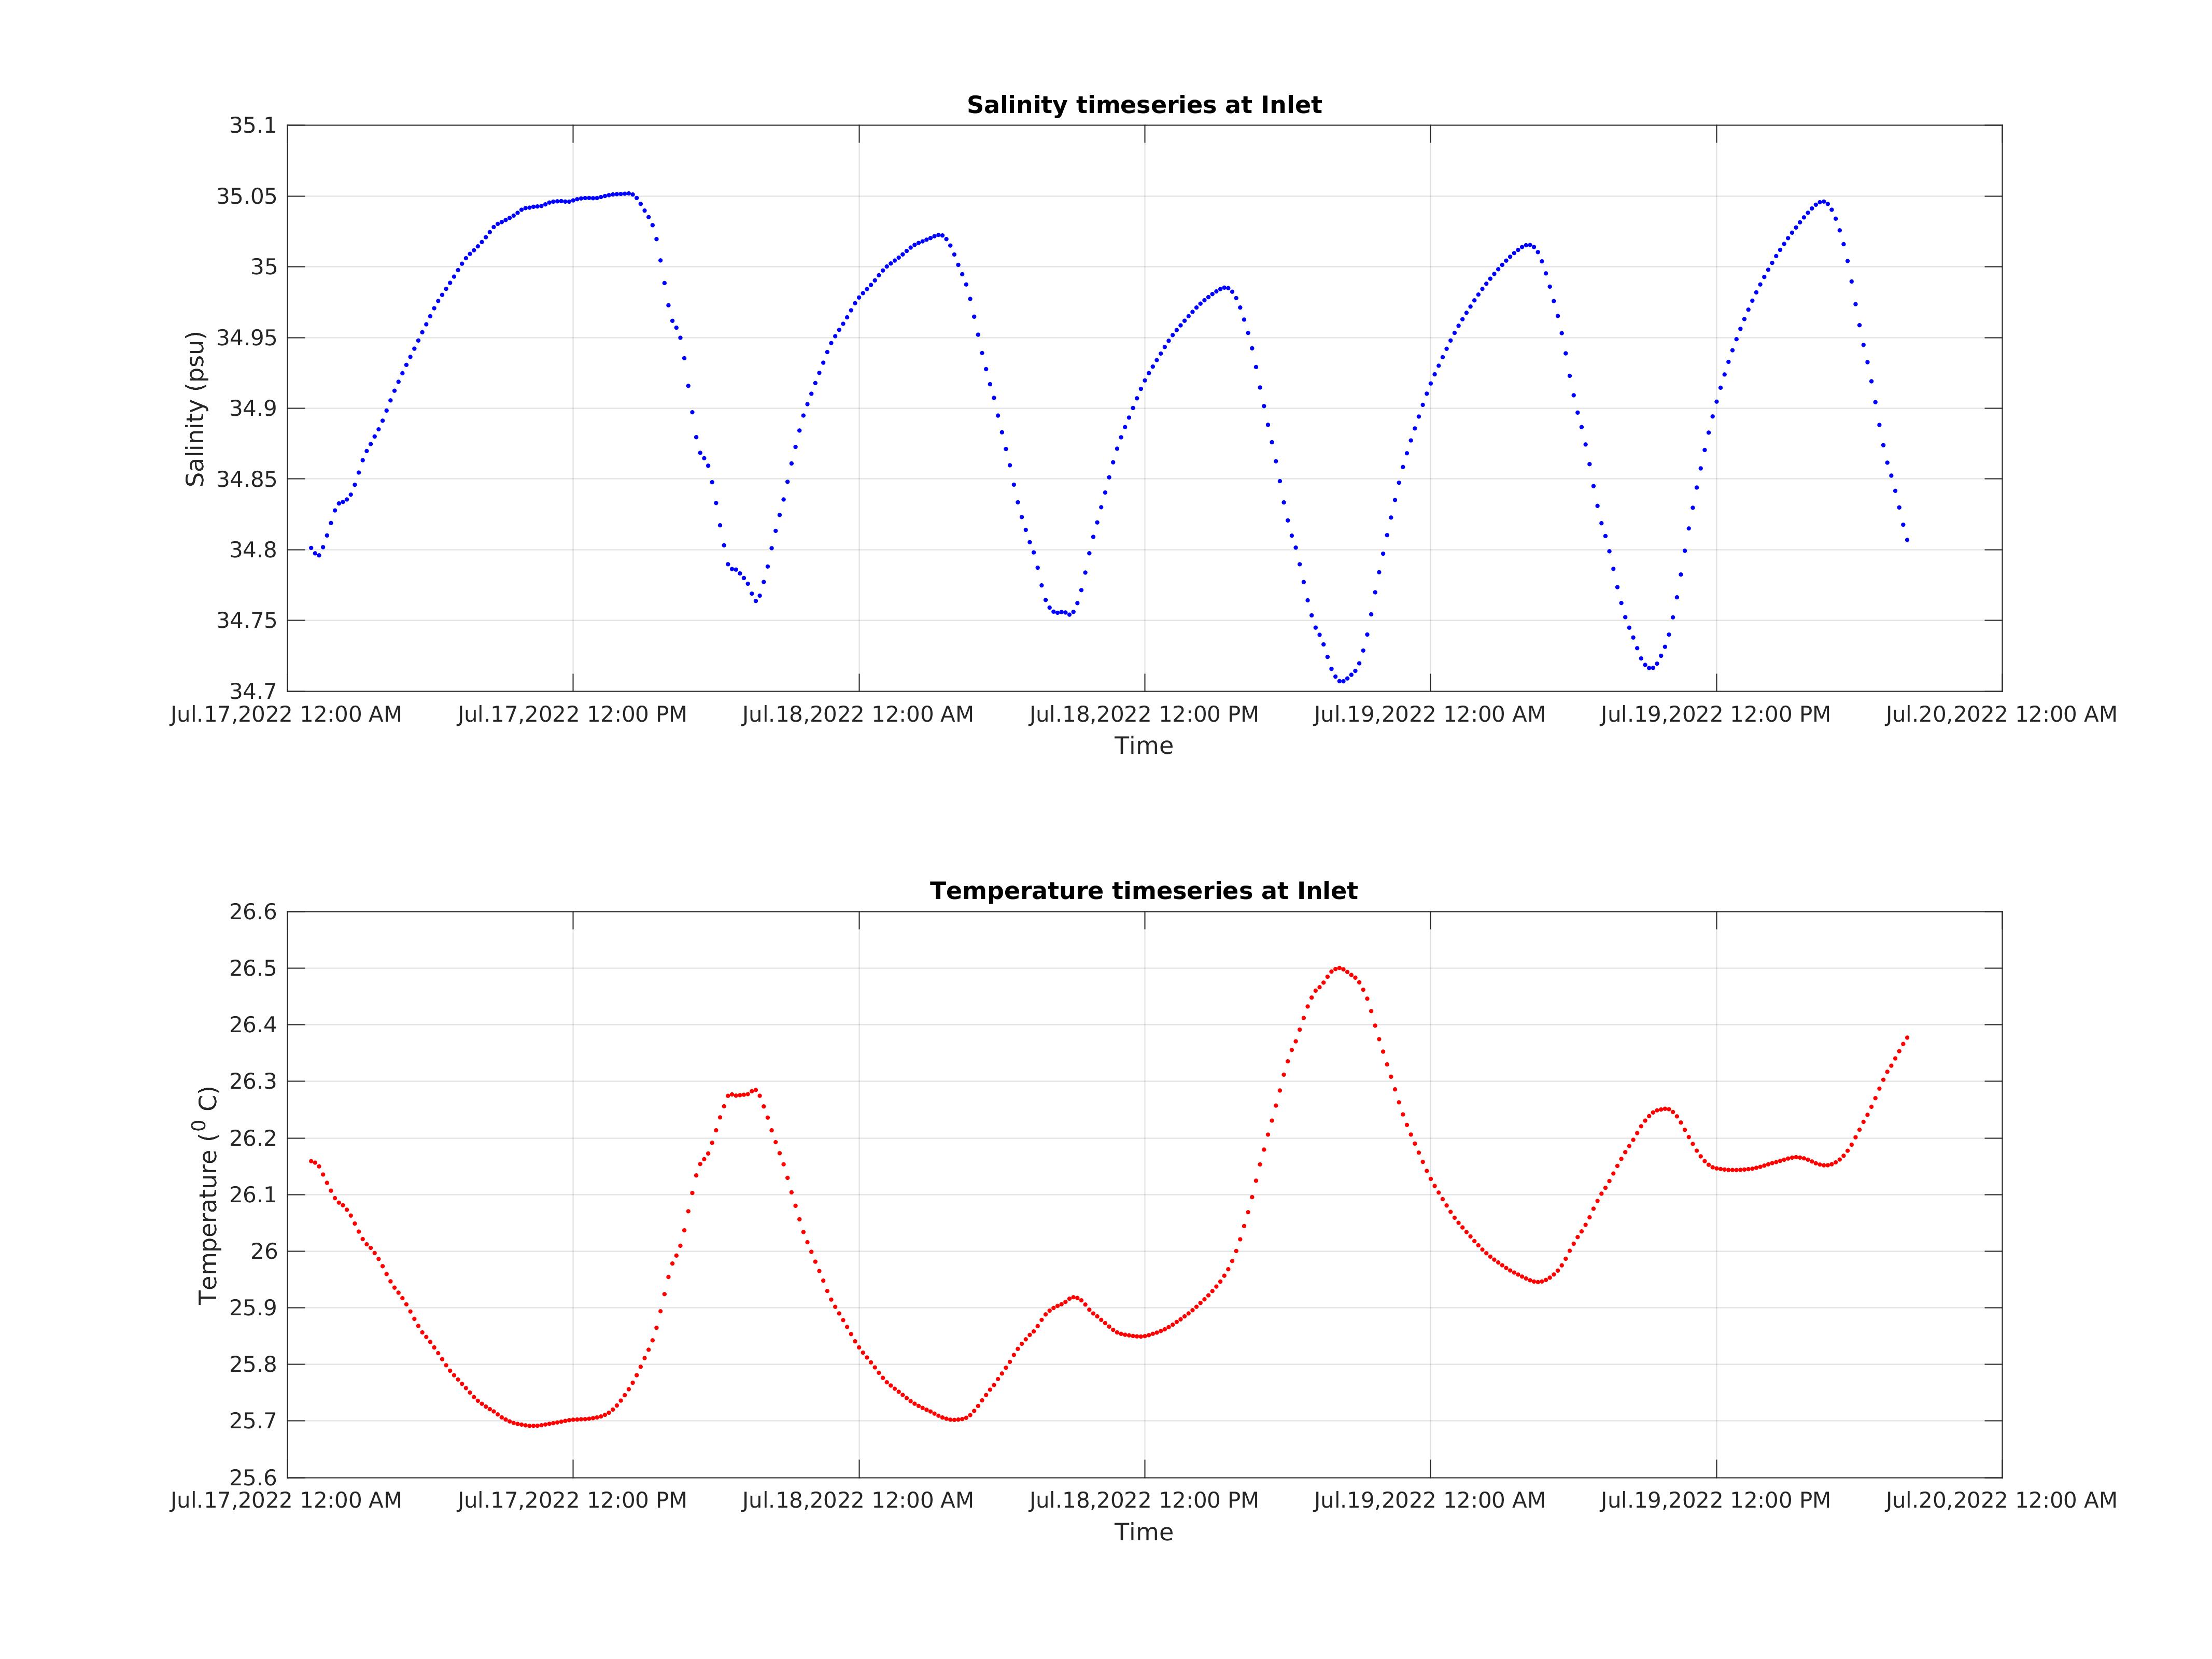 Salinity timeseries at Inlet
35.1
35.05
35
34.95
34.9
34.85
34.8
34.75
34.7
Salinity (psu)
Jul.17,2022 12:00 AM Jul.17,2022 12:00 PM Jul.18,2022 12:00 AM Jul.18,2022 12:00 PM Jul.19,2022 12:00 AM Jul.19,2022 12:00 PM Jul.20,2022 12:00 AM
Time
Temperature timeseries at Inlet
26.6
26.5
26.4
26.3
26.2
26.1
26
25.9
25.8
25.7
25.6
Temperature (⁰ C)
Jul.17,2022 12:00 AM Jul.17,2022 12:00 PM Jul.18,2022 12:00 AM Jul.18,2022 12:00 PM Jul.19,2022 12:00 AM Jul.19,2022 12:00 PM Jul.20,2022 12:00 AM
Time